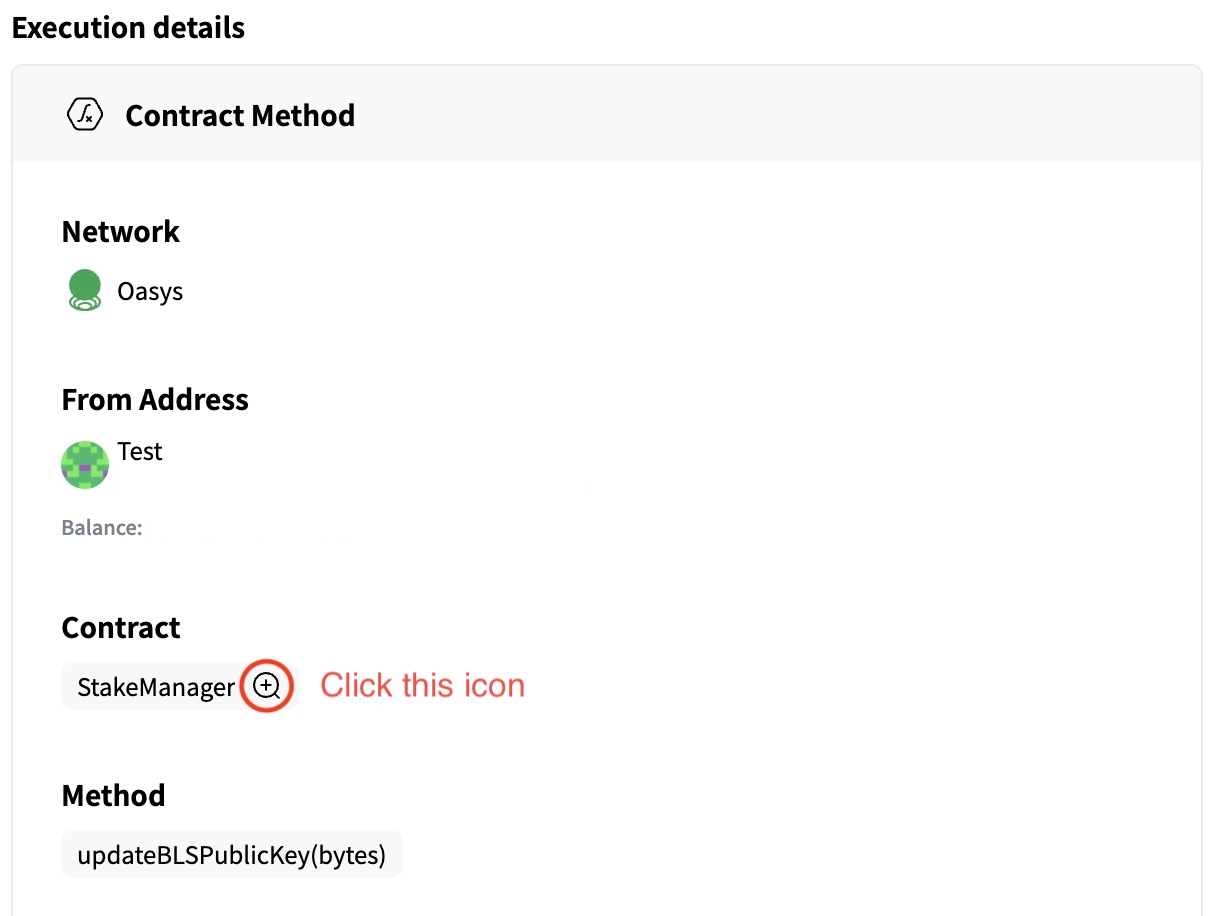 Execution details
Contract Method
Network
Oasys
From Address
Test
Balance:
Contract
StakeManager Click this icon
Method
updateBLSPublicKey(bytes)